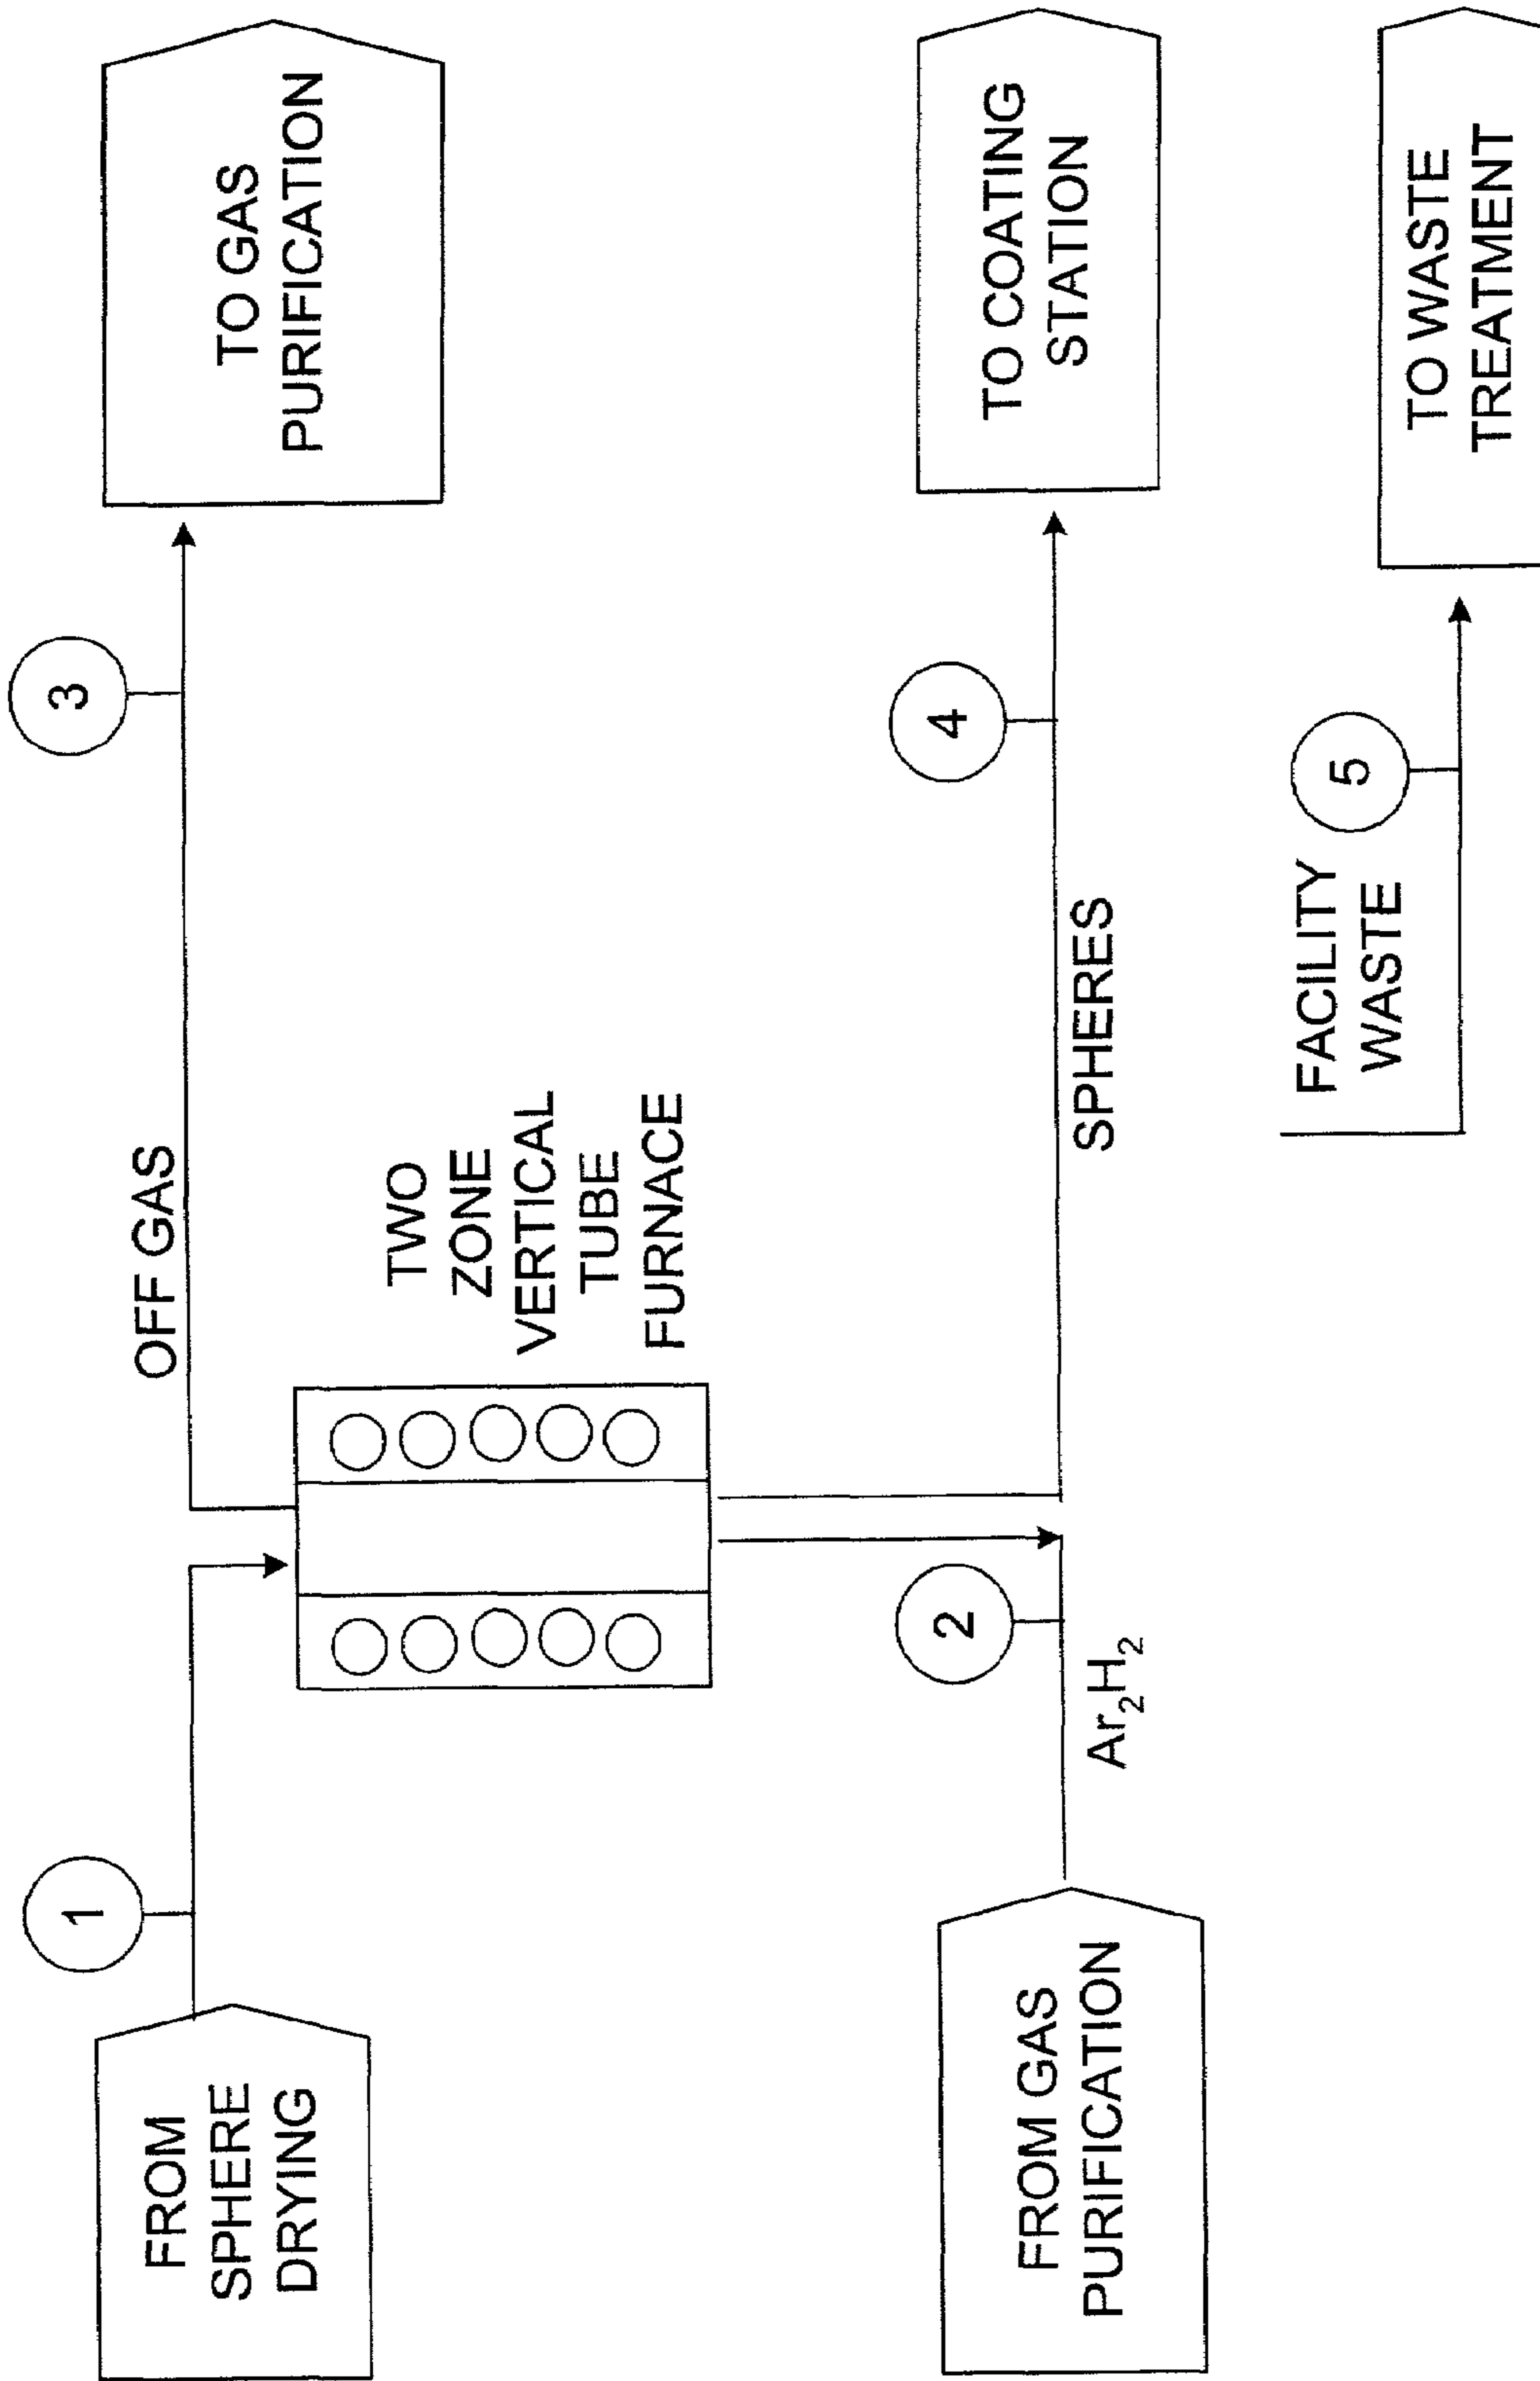 1
FROM
SPHERE
DRYING
OFF GAS
3
TO GAS
PURIFICATION
TWO
ZONE
VERTICAL
TUBE
FURNACE
FROM GAS
PURIFICATION
2
Ar₂H₂
SPHERES
4
TO COATING
STATION
FACILITY
WASTE
5
TO WASTE
TREATMENT